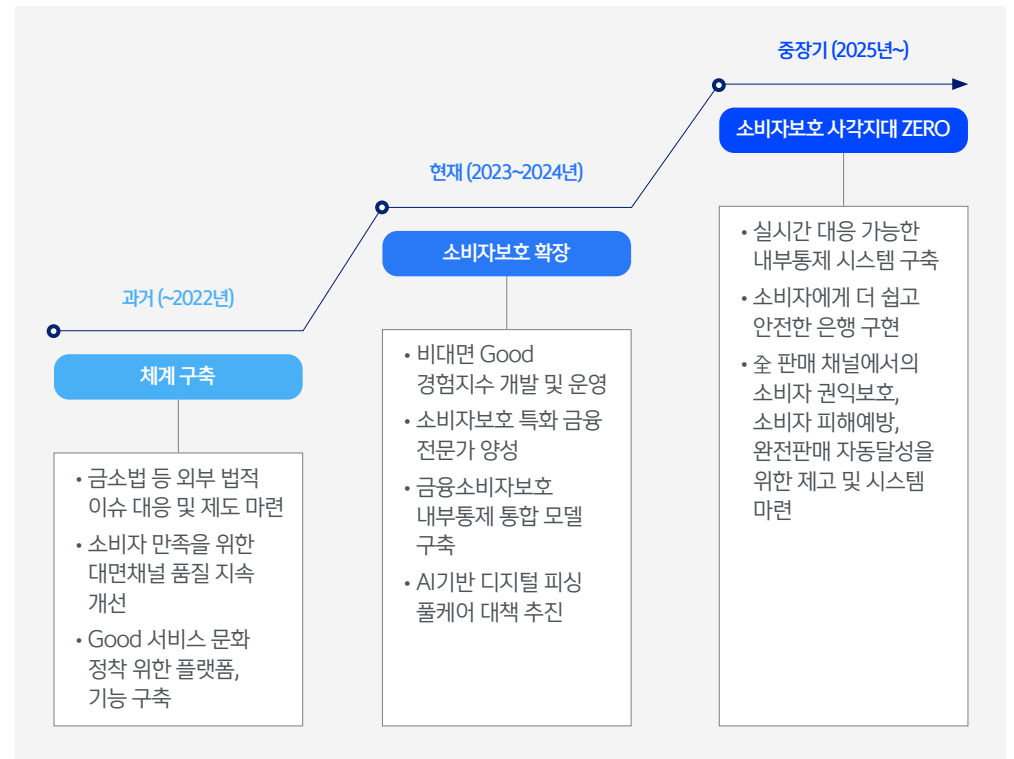 과거 (~2022년)
체계 구축
• 금소법 등 외부 법적
이슈 대응 및 제도 마련
• 소비자 만족을 위한
대면채널 품질 지속
개선
• Good 서비스 문화
정착 위한 플랫폼,
기능 구축
현재 (2023~2024년)
소비자보호 확장
• 비대면 Good
경험지수 개발 및 운영
• 소비자보호 특화 금융
전문가 양성
• 금융소비자보호
내부통제 통합 모델
구축
• AI기반 디지털 피싱
풀케어 대책 추진
중장기 (2025년~)
소비자보호 사각지대 ZERO
• 실시간 대응 가능한
내부통제 시스템 구축
• 소비자에게 더 쉽고
안전한 은행 구현
• 全 판매 채널에서의
소비자 권익보호,
소비자 피해예방,
완전판매 자동달성을
위한 제고 및 시스템
마련